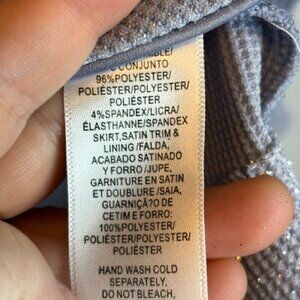 CONJUNTO
96%POLYESTER/
POLIÉSTER/POLYESTER/
POLIÉSTER
4%SPANDEX/LICRA/
ÉLASTHANNE/SPANDEX
SKIRT,SATIN TRIM &
LINING /FALDA,
ACABADO SATINADO
Y FORRO /JUPE,
GARNITURE EN SATIN
ET DOUBLURE /SAIA,
GUARNIÇÃ?O DE
CETIM E FORRO:
100%POLYESTER/
POLIÉSTER/POLYESTER/
POLIÉSTER
HAND WASH COLD
SEPARATELY,
DO NOT BLEACH,